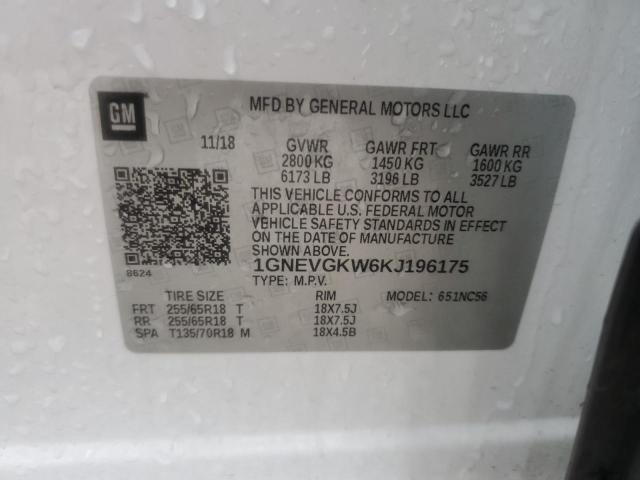 GM
MFD BY GENERAL MOTORS LLC
11/18 GVWR GAWR FRT GAWR RR
2800 KG 1450 KG 1600 KG
6173 LB 3196 LB 3527 LB
THIS VEHICLE CONFORMS TO ALL
APPLICABLE U.S. FEDERAL MOTOR
VEHICLE SAFETY STANDARDS IN EFFECT
ON THE DATE OF MANUFACTURE
SHOWN ABOVE.
8624
1GNEVGKW6KJ196175
TYPE: M.P.V.
TIRE SIZE RIM MODEL: 651NC56
FRT 255/65R18 T 18X7.5J
RR 255/65R18 T 18X7.5J
SPA T135/70R18 M 18X4.5B